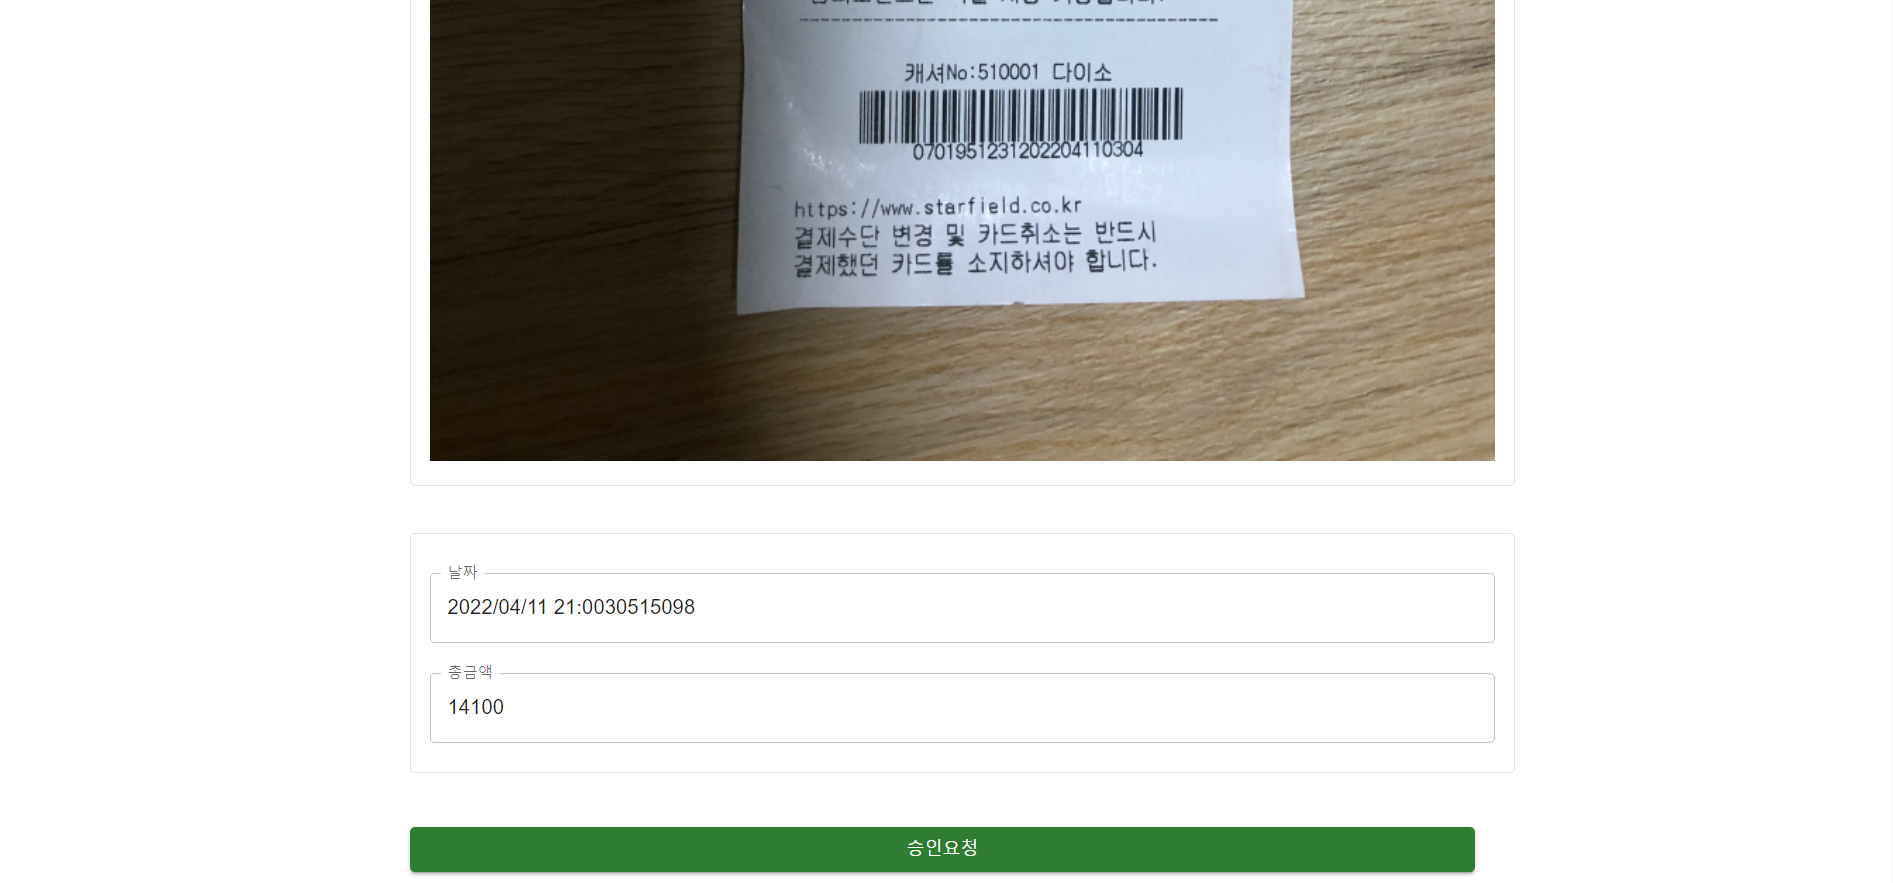 캐셔No:510001 다이소
0701951231202204110304
https://www.starfield.co.kr
결제수단 변경 및 카드취소는 반드시
결제했던 카드를 소지하셔야 합니다.
날짜
2022/04/11 21:0030515098
총금액
14100
승인요청